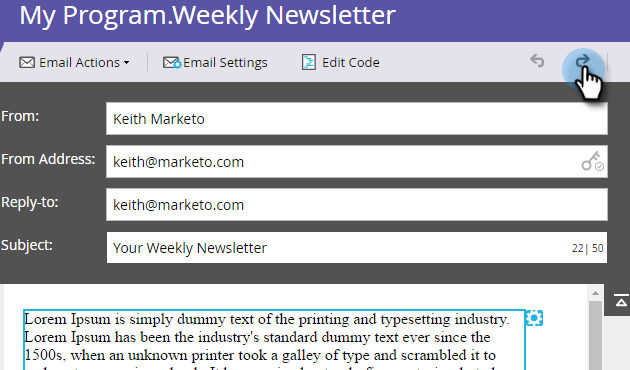 My Program.Weekly Newsletter
Email Actions Email Settings Edit Code
From: Keith Marketo
From Address: keith@marketo.com
Reply-to: keith@marketo.com
Subject: Your Weekly Newsletter 22| 50
Lorem Ipsum is simply dummy text of the printing and typesetting industry.
Lorem Ipsum has been the industry's standard dummy text ever since the
1500s, when an unknown printer took a galley of type and scrambled it to